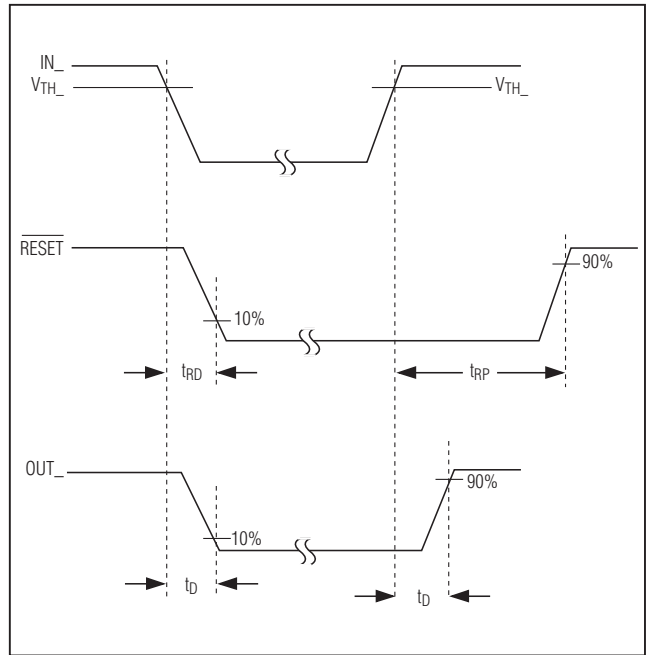 IN_
VTH_
VTH_
RESET
90%
10%
tRD
tRP
OUT_
90%
10%
tD
tD